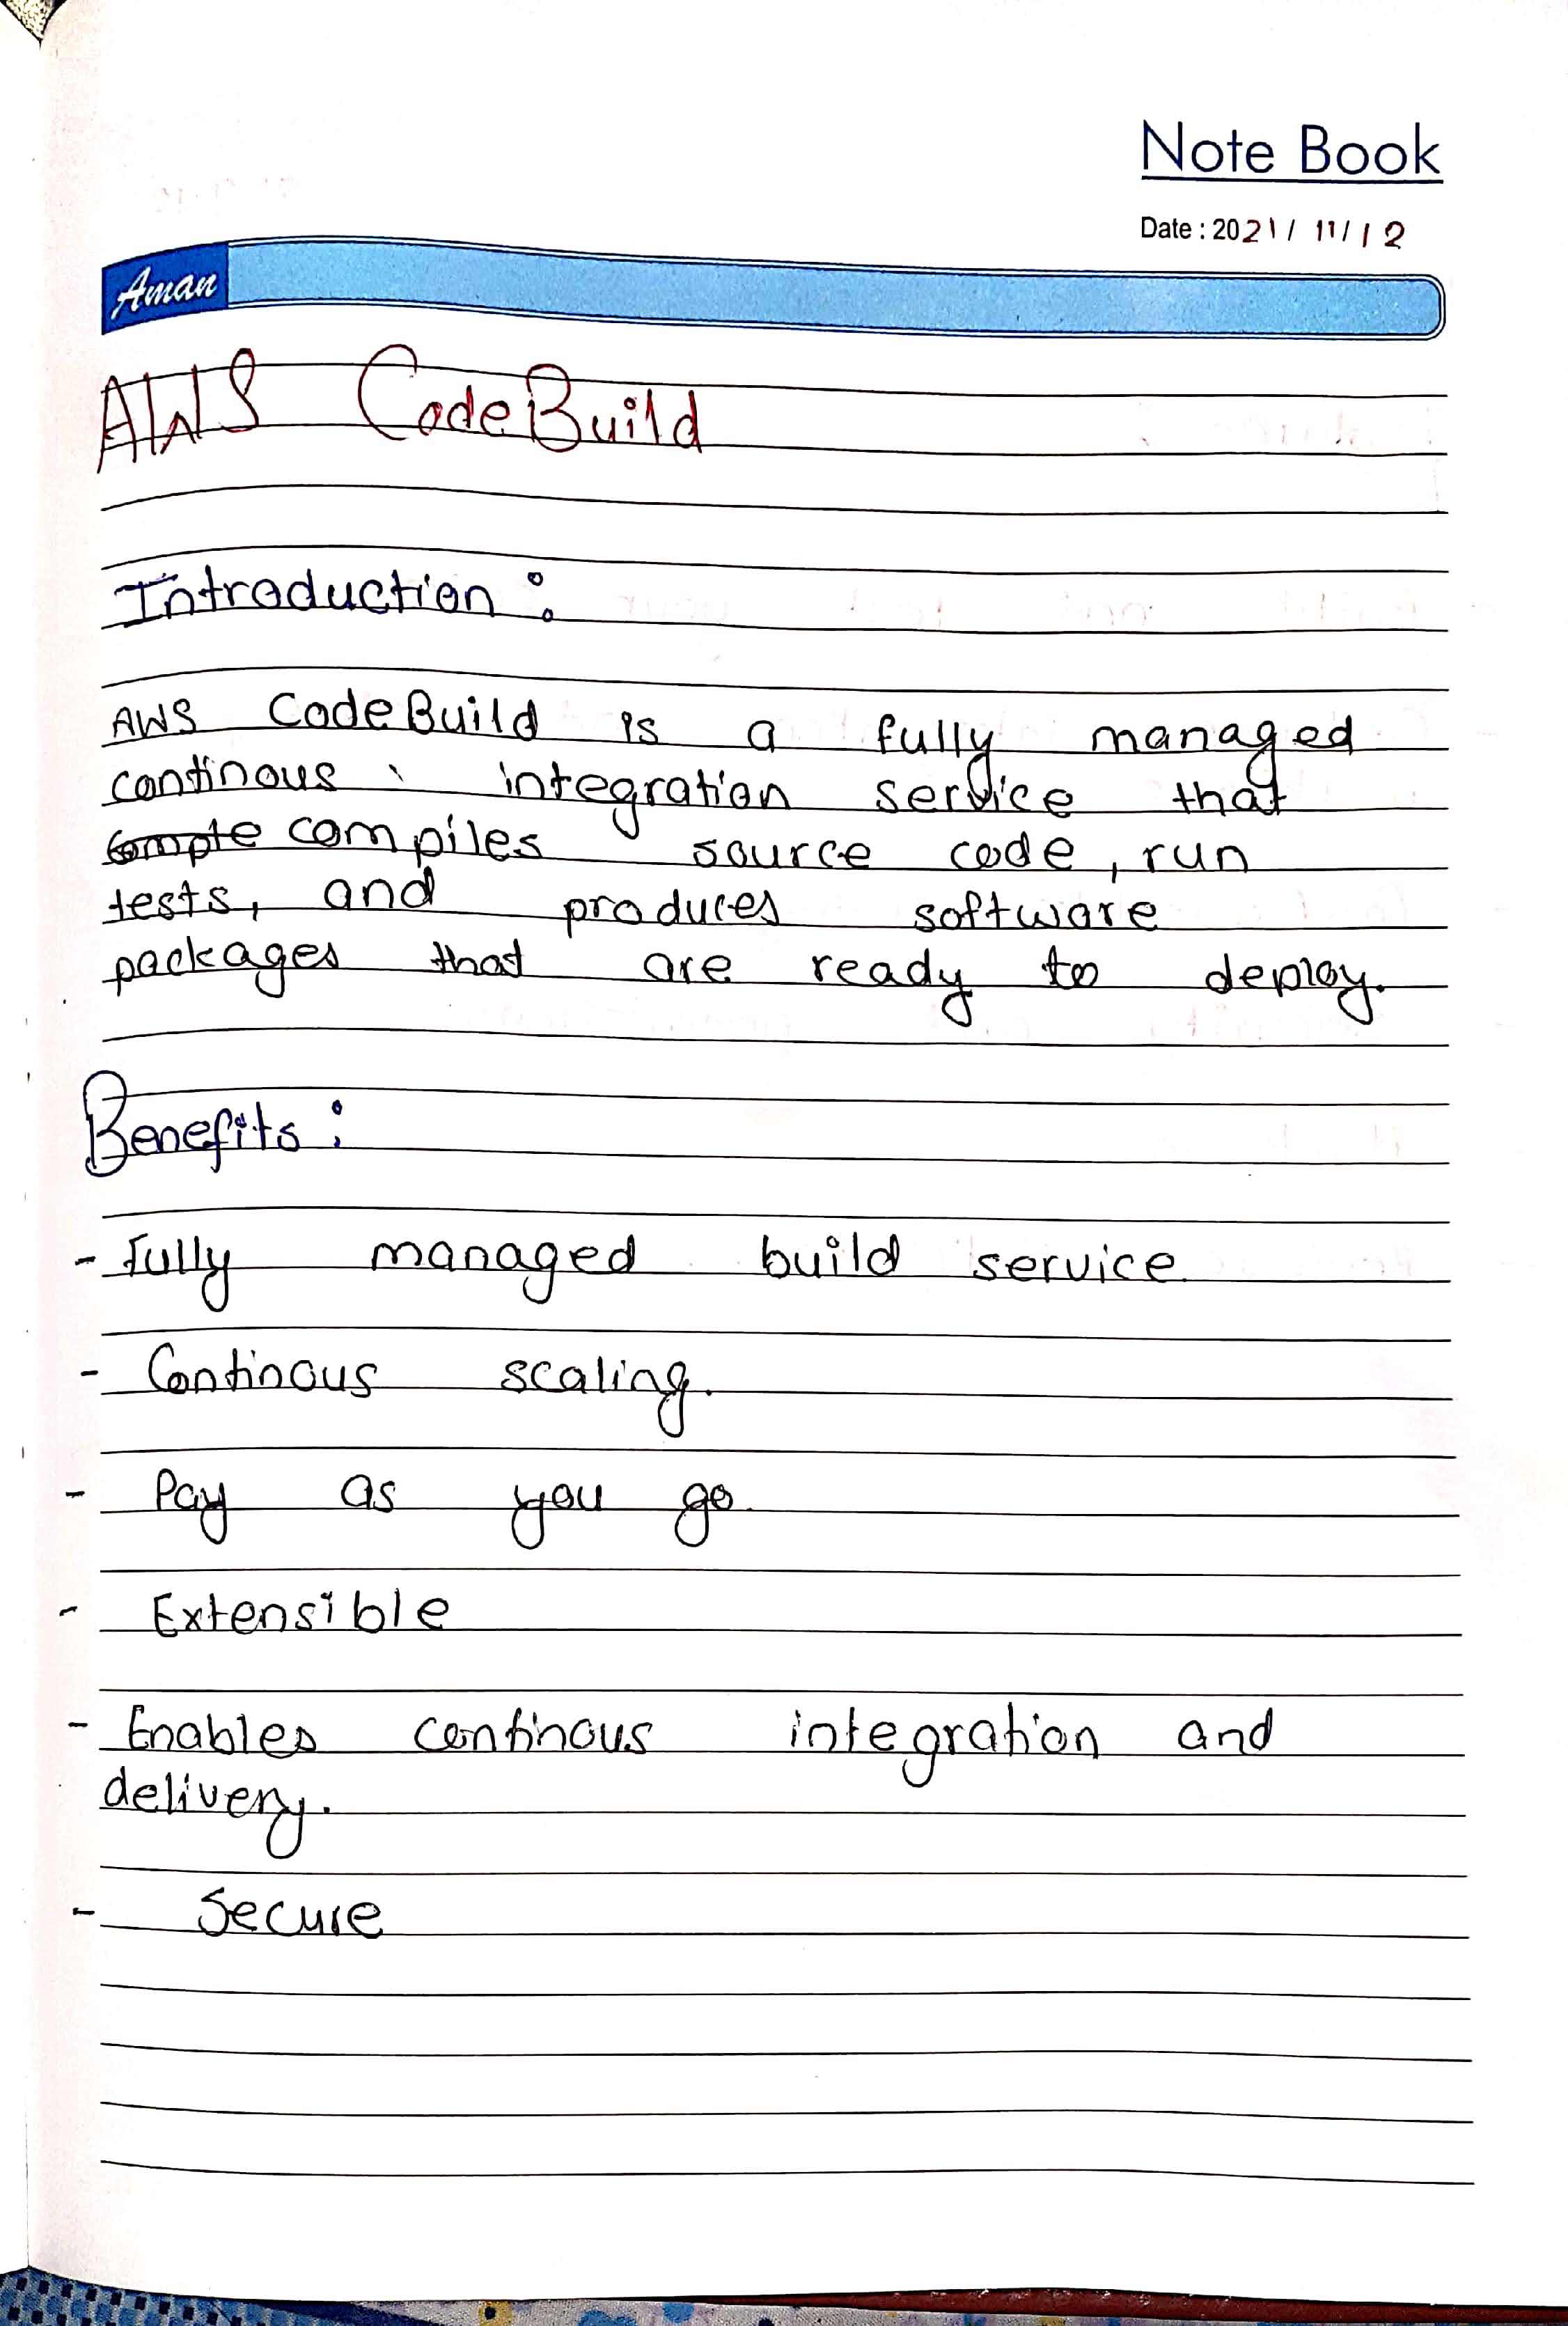 Note Book
Date : 2021 / 11 / 12
Aman
AWS CodeBuild
Introduction :
AWS CodeBuild is a fully managed
continous integration service that
compiles source code, run
tests, and produces software
packages that are ready to deploy.
Benefits :
- Fully managed build service
- Continous scaling.
- Pay as you go.
- Extensible
- Enables continous integration and
delivery.
- Secure